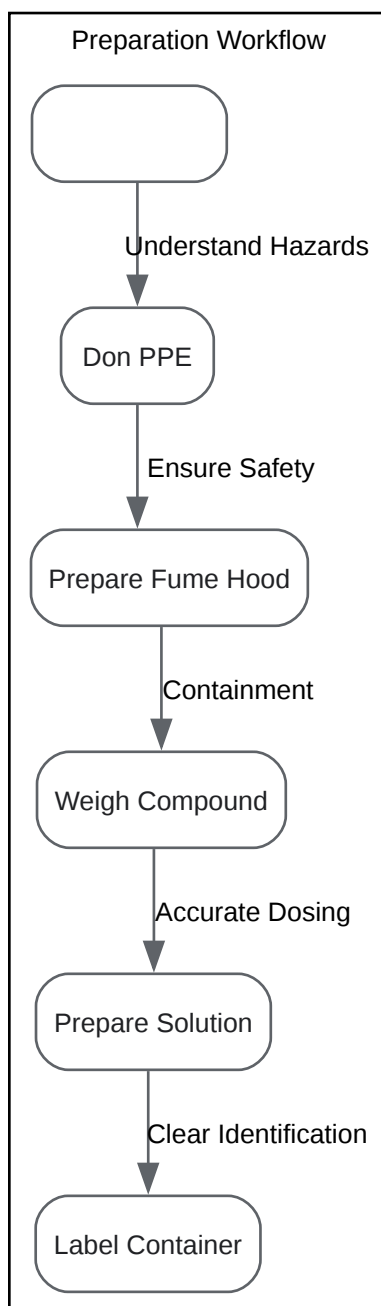 Preparation Workflow
Understand Hazards
Don PPE
Ensure Safety
Prepare Fume Hood
Containment
Weigh Compound
Accurate Dosing
Prepare Solution
Clear Identification
Label Container